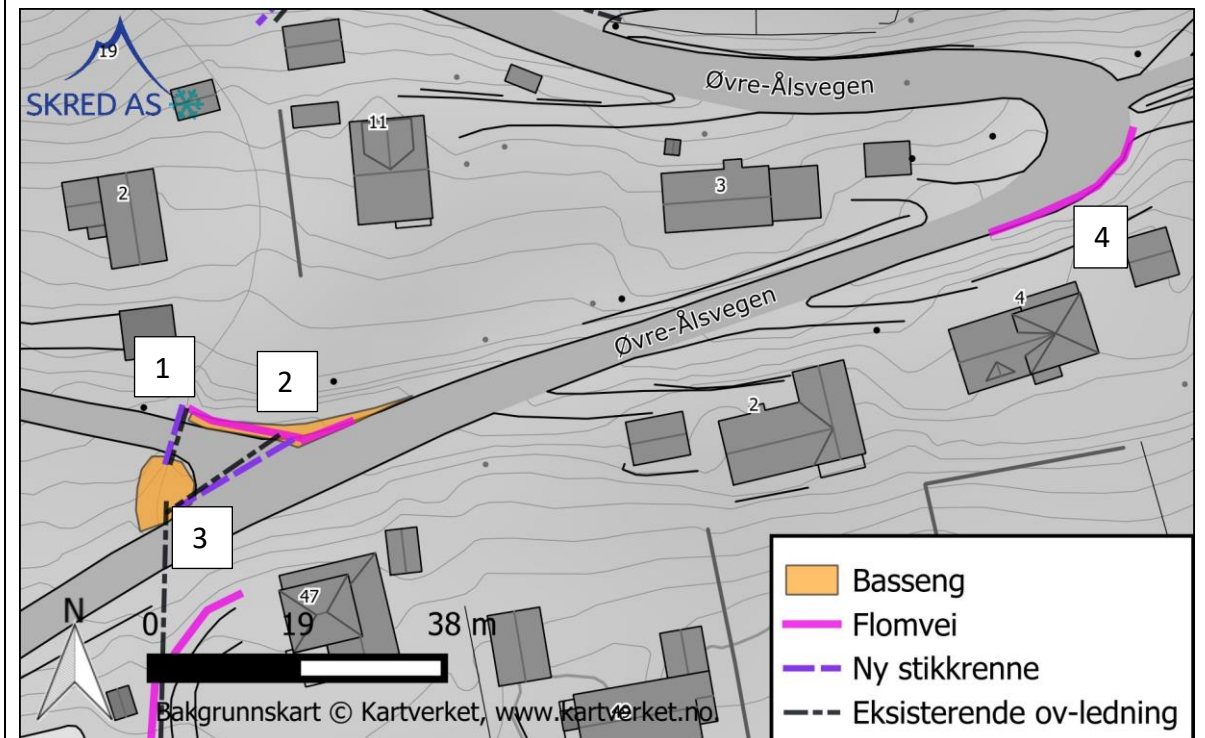 19
SKRED AS
11
2
3
Øvre-Ålsvegen
4
4
Øvre-Ålsvegen
1
2
2
3
47
N
0 19 38 m
Basseng
Flomvei
Ny stikkrenne
Eksisterende ov-ledning
Bakgrunnskart © Kartverket, www.kartverket.no.